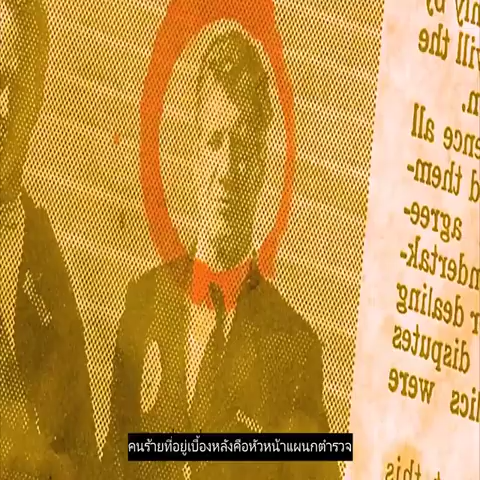 nly by
will the
n.
ence all
d them-
agree-
ndertak-
r dealing
disputes
lics were
this
คนร้ายที่อยู่เบื้องหลังคือหัวหน้าแผนกตำรวจ